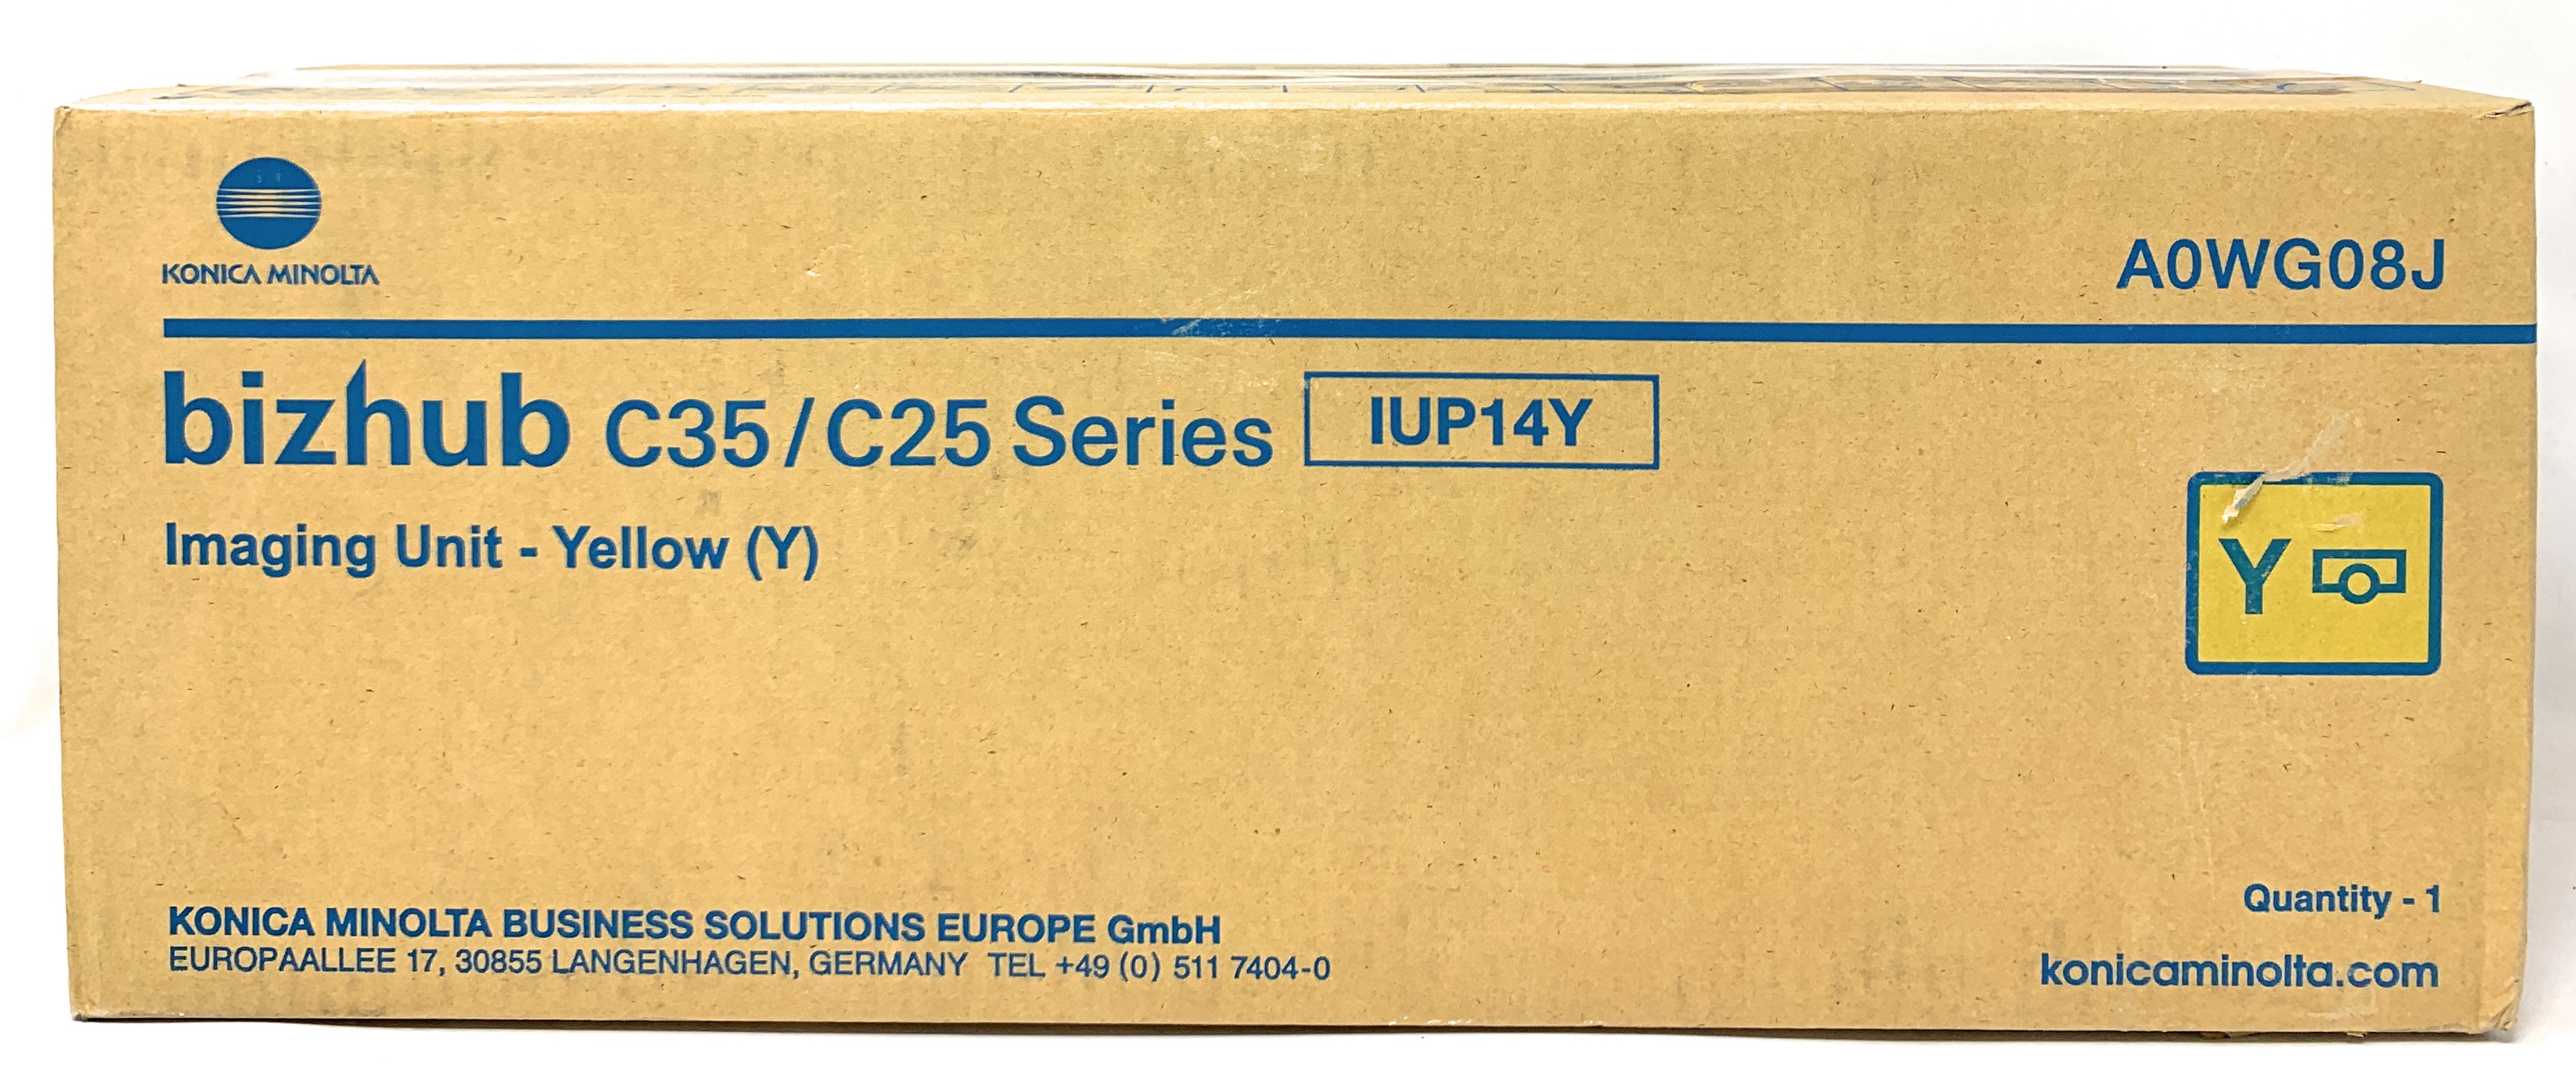 KONICA MINOLTA
A0WG08J
bizhub C35/C25 Series IUP14Y
Imaging Unit - Yellow (Y)
Y
Quantity - 1
KONICA MINOLTA BUSINESS SOLUTIONS EUROPE GmbH
EUROPAALLEE 17, 30855 LANGENHAGEN, GERMANY TEL +49 (0) 511 7404-0
konicaminolta.com